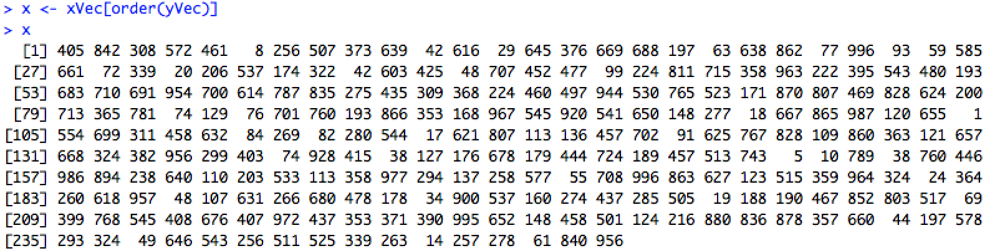 > x <- xVec[order(yVec)]
> x
[1] 405 842 308 572 461 8 256 507 373 639 42 616 29 645 376 669 688 197 63 638 862 77 996 93 59 585
[27] 661 72 339 20 206 537 174 322 42 603 425 48 707 452 477 99 224 811 715 358 963 222 395 543 480 193
[53] 683 710 691 954 700 614 787 835 275 435 309 368 224 460 497 944 530 765 523 171 870 807 469 828 624 200
[79] 713 365 781 74 129 76 701 760 193 866 353 168 967 545 920 541 650 148 277 18 667 865 987 120 655 1
[105] 554 699 311 458 632 84 269 82 280 544 17 621 807 113 136 457 702 91 625 767 828 109 860 363 121 657
[131] 668 324 382 956 299 403 74 928 415 38 127 176 678 179 444 724 189 457 513 743 5 10 789 38 760 446
[157] 986 894 238 640 110 203 533 113 358 977 294 137 258 577 55 708 996 863 627 123 515 359 964 324 24 364
[183] 260 618 957 48 107 631 266 680 478 178 34 900 537 160 274 437 285 505 19 188 190 467 852 803 517 69
[209] 399 768 545 408 676 407 972 437 353 371 390 995 652 148 458 501 124 216 880 836 878 357 660 44 197 578
[235] 293 324 49 646 543 256 511 525 339 263 14 257 278 61 840 956